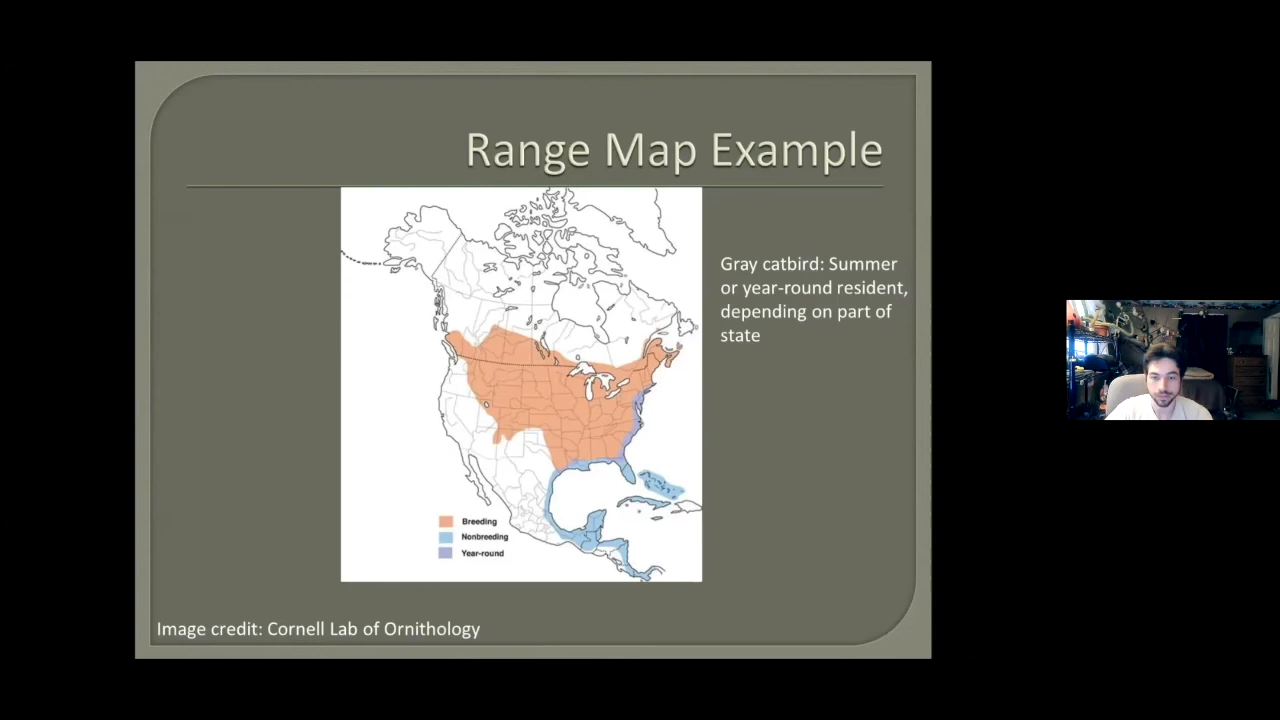 Range Map Example
Gray catbird: Summer
or year-round resident,
depending on part of
state
Breeding
Nonbreeding
Year-round
Image credit: Cornell Lab of Ornithology